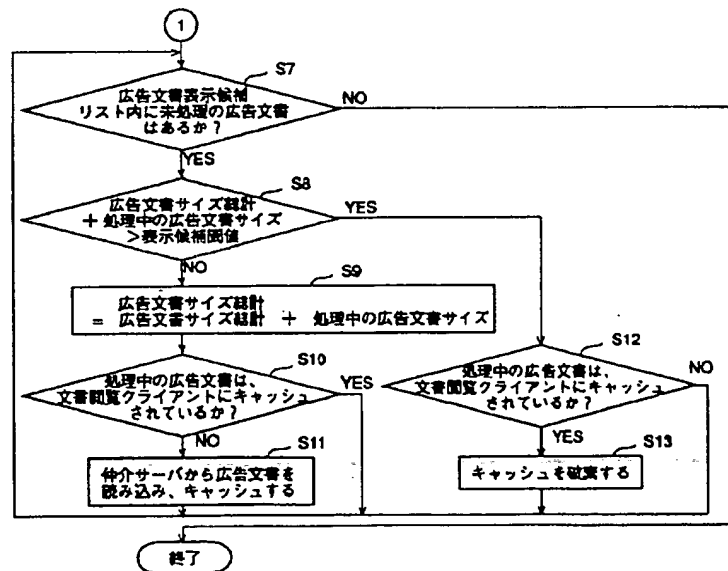 1
S7
広告文書表示候補
リスト内に未処理の広告文書
はあるか?
NO
YES
S8
広告文書サイズ総計
+処理中の広告文書サイズ
>表示候補閾値
YES
NO
S9
広告文書サイズ総計
= 広告文書サイズ総計 + 処理中の広告文書サイズ
S10
処理中の広告文書は、
文書閲覧クライアントにキャッシュ
されているか?
YES
NO
S11
仲介サーバから広告文書を
読み込み、キャッシュする
S12
処理中の広告文書は、
文書閲覧クライアントにキャッシュ
されているか?
NO
YES
S13
キャッシュを破棄する
終了